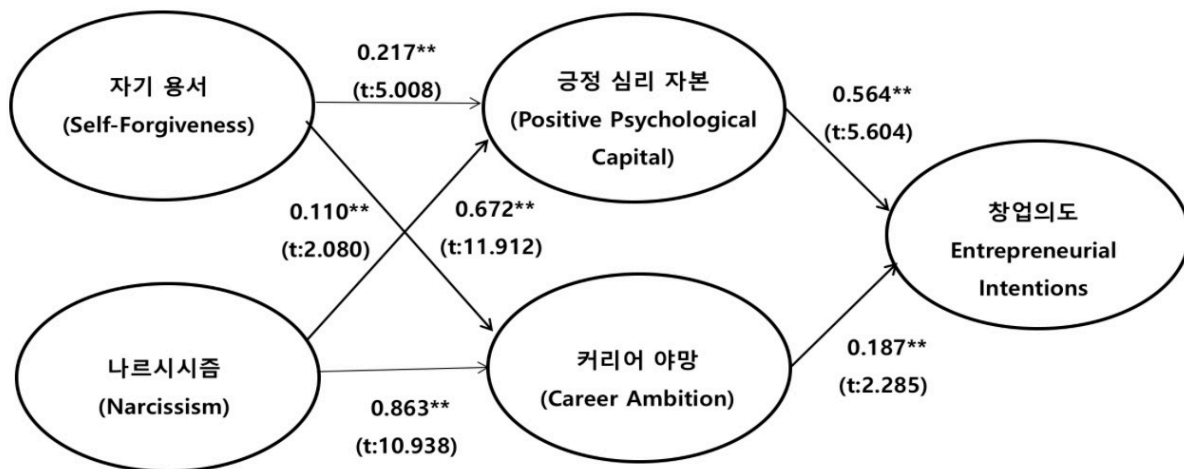 자기 용서
(Self-Forgiveness)
0.217**
(t:5.008)
긍정 심리 자본
(Positive Psychological
Capital)
0.564**
(t:5.604)
0.110**
(t:2.080)
0.672**
(t:11.912)
창업의도
Entrepreneurial
Intentions
나르시시즘
(Narcissism)
0.863**
(t:10.938)
커리어 야망
(Career Ambition)
0.187**
(t:2.285)